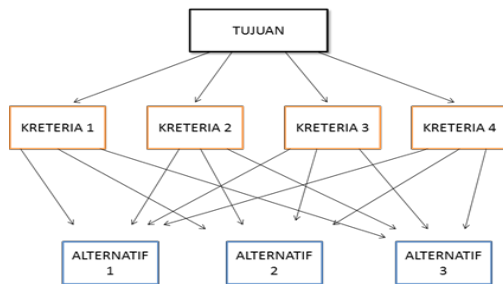 TUJUAN
KRETERIA 1
KRETERIA 2
KRETERIA 3
KRETERIA 4
ALTERNATIF
1
ALTERNATIF
2
ALTERNATIF
3